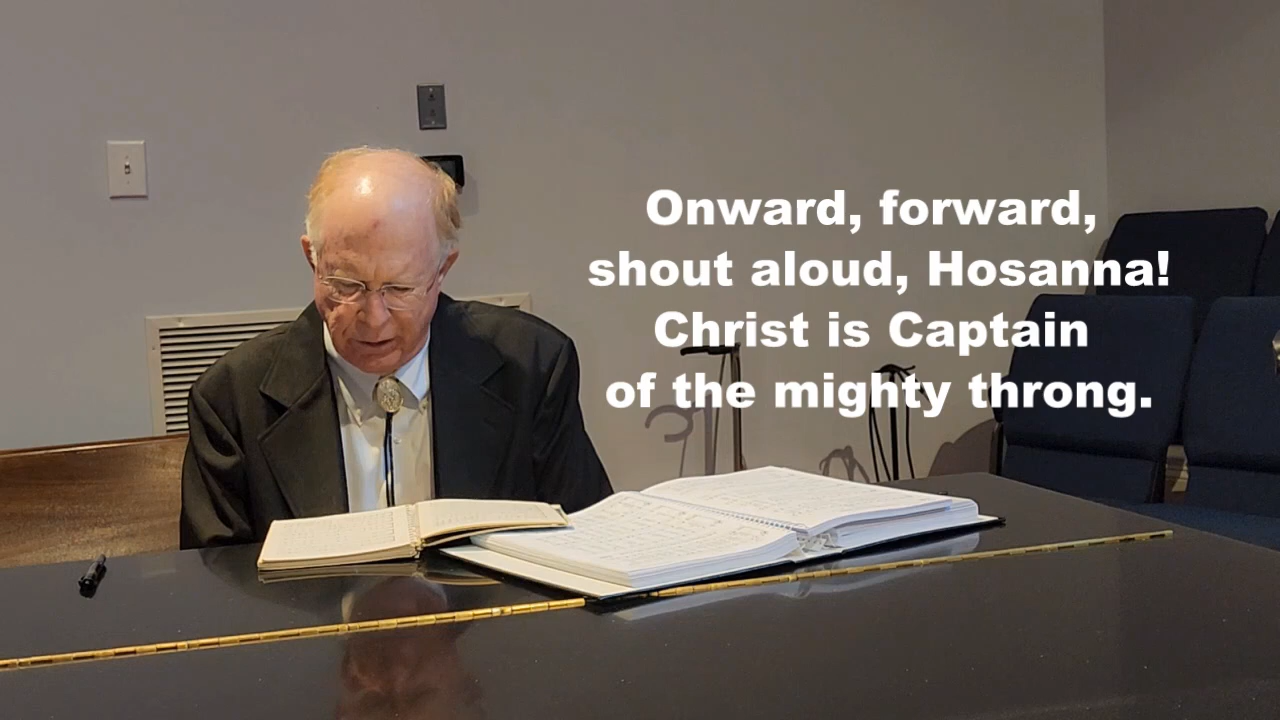 Onward, forward,
shout aloud, Hosanna!
Christ is Captain
of the mighty throng.